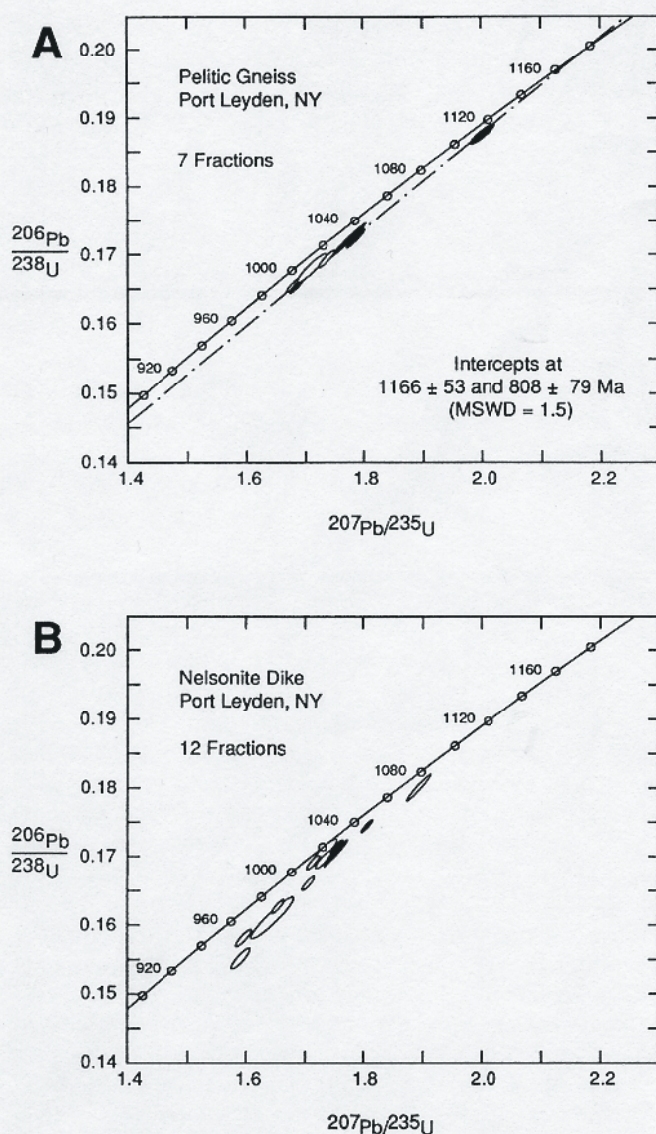 A
Pelitic Gneiss
Port Leyden, NY
7 Fractions
0.20
0.19
0.18
0.17
0.16
0.15
0.14
206Pb
238U
1160
1120
1080
1040
1000
960
920
Intercepts at
1166 ± 53 and 808 ± 79 Ma
(MSWD = 1.5)
1.4 1.6 1.8 2.0 2.2
207Pb/235U
B
Nelsonite Dike
Port Leyden, NY
12 Fractions
0.20
0.19
0.18
0.17
0.16
0.15
0.14
206Pb
238U
1160
1120
1080
1040
1000
960
920
1.4 1.6 1.8 2.0 2.2
207Pb/235U